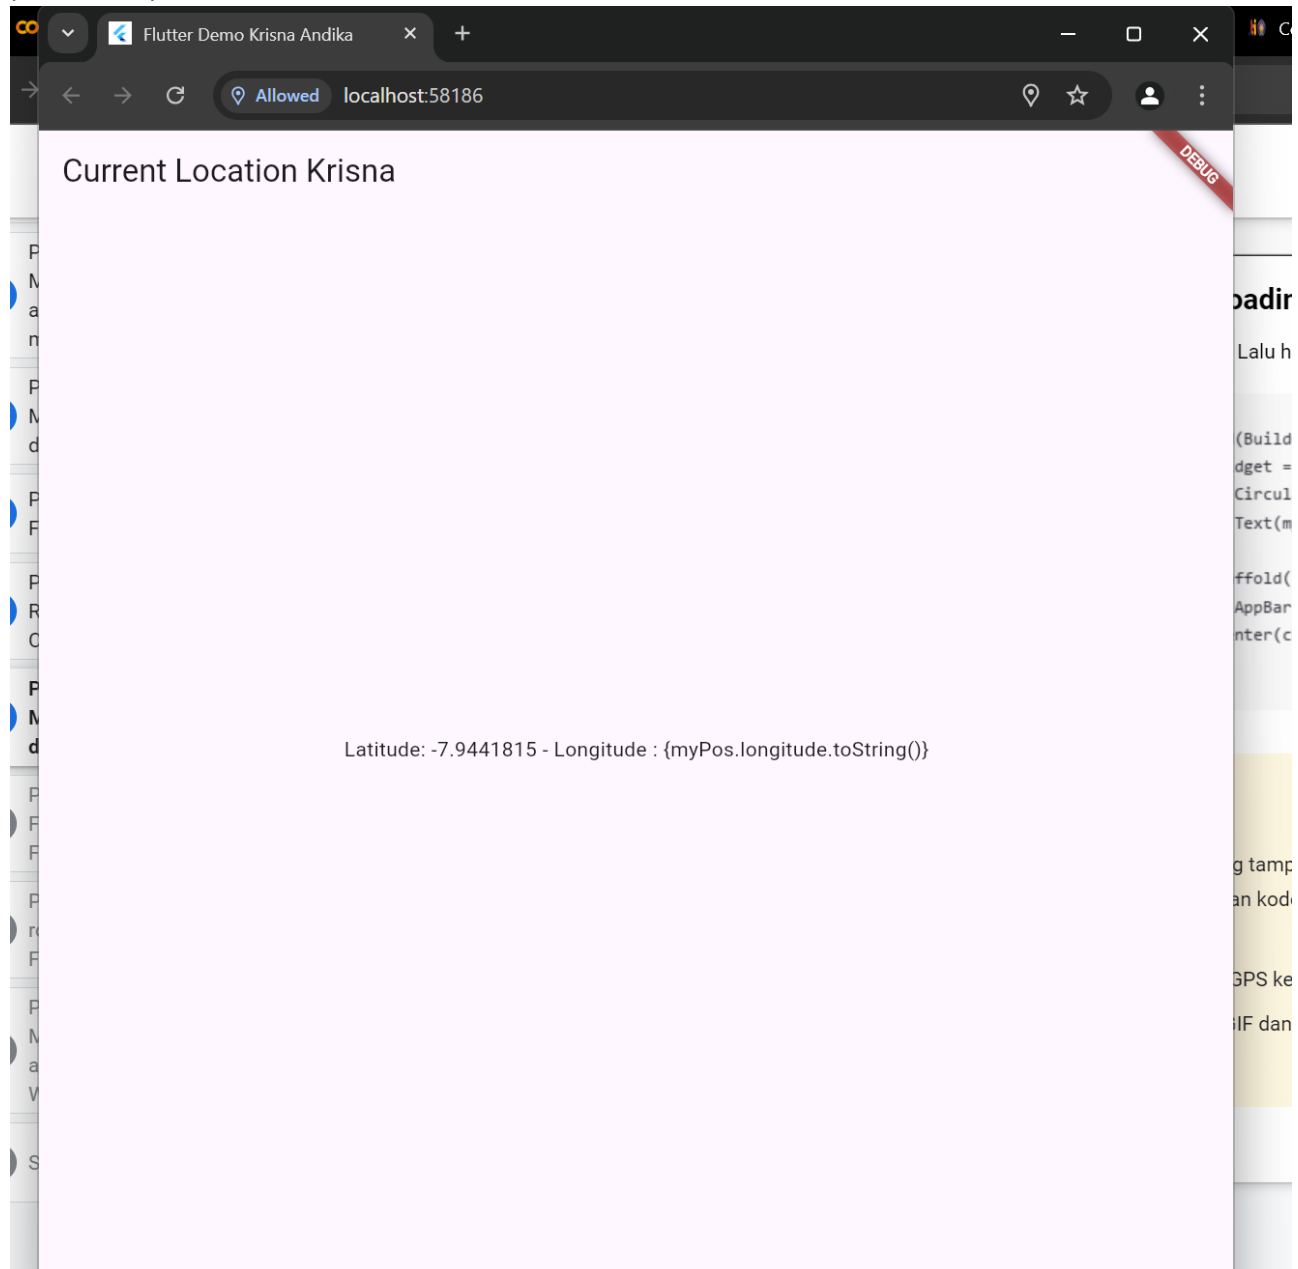 Flutter Demo Krisna Andika
Allowed localhost:58186
Current Location Krisna
DEBUG
Latitude: -7.9441815 - Longitude : {myPos.longitude.toString()}
P
M
a
P
M
d
P
F
P
R
P
M
d
P
F
F
P
F
P
M
a
S
Lalu h
(Build
dget =
Circul
Text(m
ffold(
AppBar
nter(c
g tamp
an kod
GPS ke
IF dan